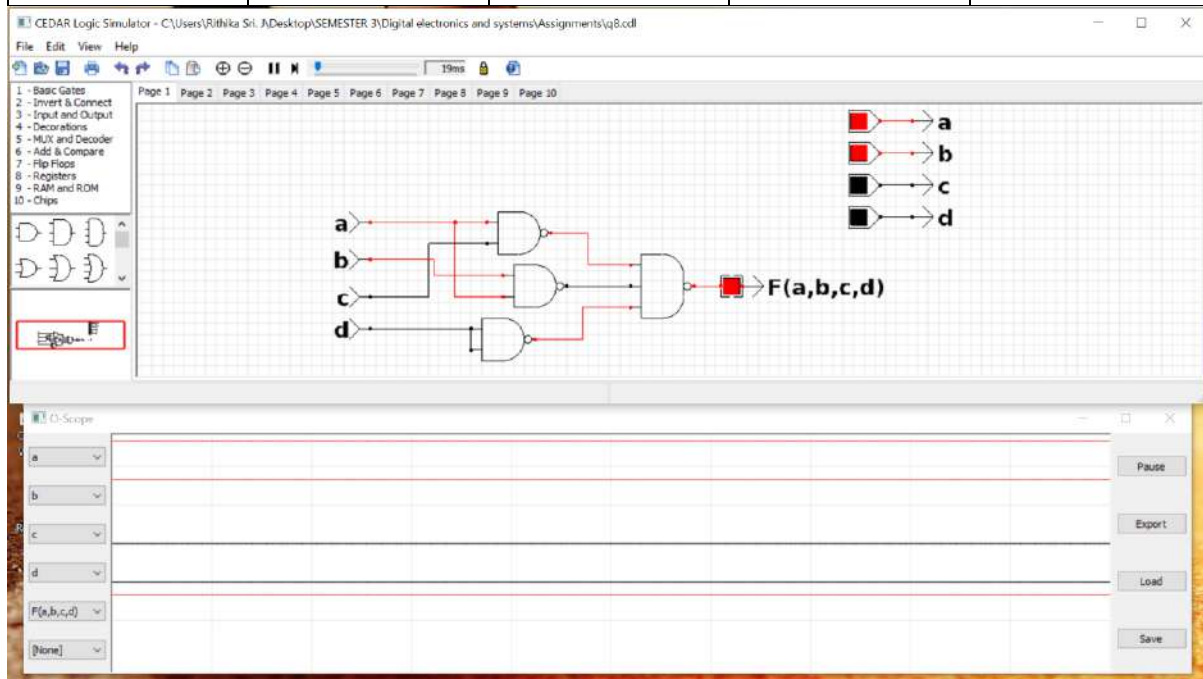 CEDAR Logic Simulator - C:\Users\Rithika Sri. J\Desktop\SEMESTER 3\Digital electronics and systems\Assignments\q8.cdl
File Edit View Help
19ms
1 - Basic Gates
2 - Invert & Connect
3 - Input and Output
4 - Decorations
5 - MUX and Decoder
6 - Add & Compare
7 - Flip Flops
8 - Registers
9 - RAM and ROM
10 - Chips
Page 1 Page 2 Page 3 Page 4 Page 5 Page 6 Page 7 Page 8 Page 9 Page 10
a
b
c
d
a
b
c
d
F(a,b,c,d)
O-Scope
a
b
c
d
F(a,b,c,d)
[None]
Pause
Export
Load
Save